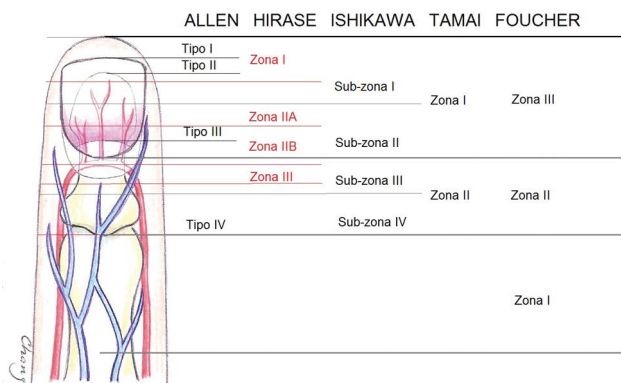 ALLEN HIRASE ISHIKAWA TAMAI FOUCHER
Tipo I
Zona I
Tipo II
Sub-zona I
Zona I
Zona III
Zona IIA
Tipo III
Sub-zona II
Zona IIB
Zona III
Sub-zona III
Zona II
Zona II
Tipo IV
Sub-zona IV
Zona I
Chong